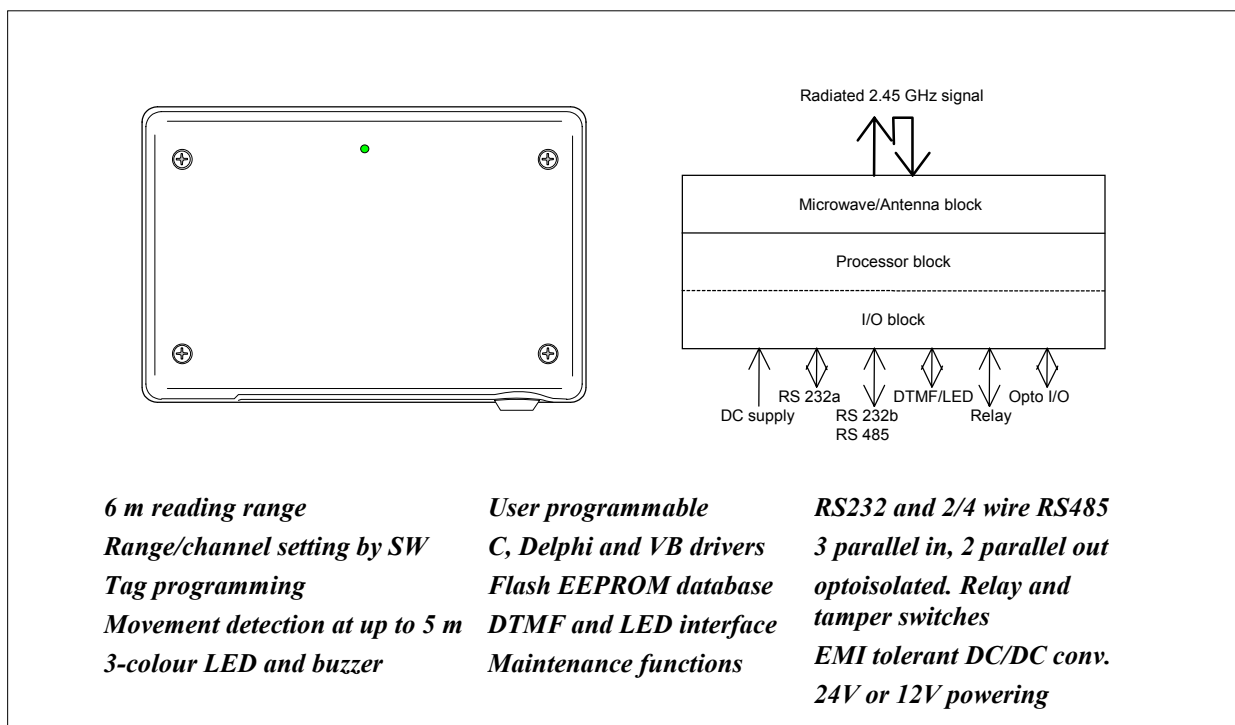 Radiated 2.45 GHz signal
Microwave/Antenna block
Processor block
I/O block
DC supply
RS 232a
RS 232b
RS 485
DTMF/LED
Relay
Opto I/O
6 m reading range
Range/channel setting by SW
Tag programming
Movement detection at up to 5 m
3-colour LED and buzzer
User programmable
C, Delphi and VB drivers
Flash EEPROM database
DTMF and LED interface
Maintenance functions
RS232 and 2/4 wire RS485
3 parallel in, 2 parallel out
optoisolated. Relay and
tamper switches
EMI tolerant DC/DC conv.
24V or 12V powering